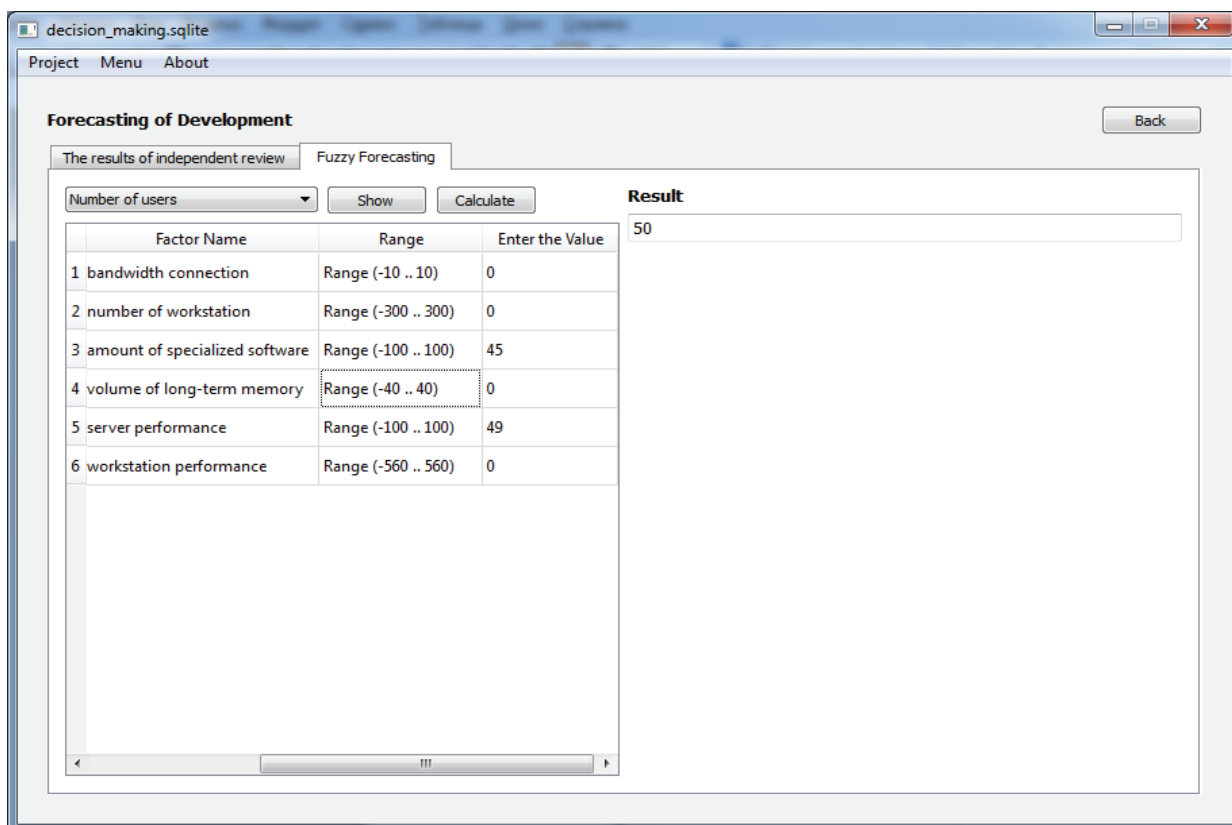 decision_making.sqlite
Project Menu About
Forecasting of Development
Back
The results of independent review
Fuzzy Forecasting
Number of users
Show
Calculate
Result
50
Factor Name Range Enter the Value
1 bandwidth connection Range (-10 .. 10) 0
2 number of workstation Range (-300 .. 300) 0
3 amount of specialized software Range (-100 .. 100) 45
4 volume of long-term memory Range (-40 .. 40) 0
5 server performance Range (-100 .. 100) 49
6 workstation performance Range (-560 .. 560) 0